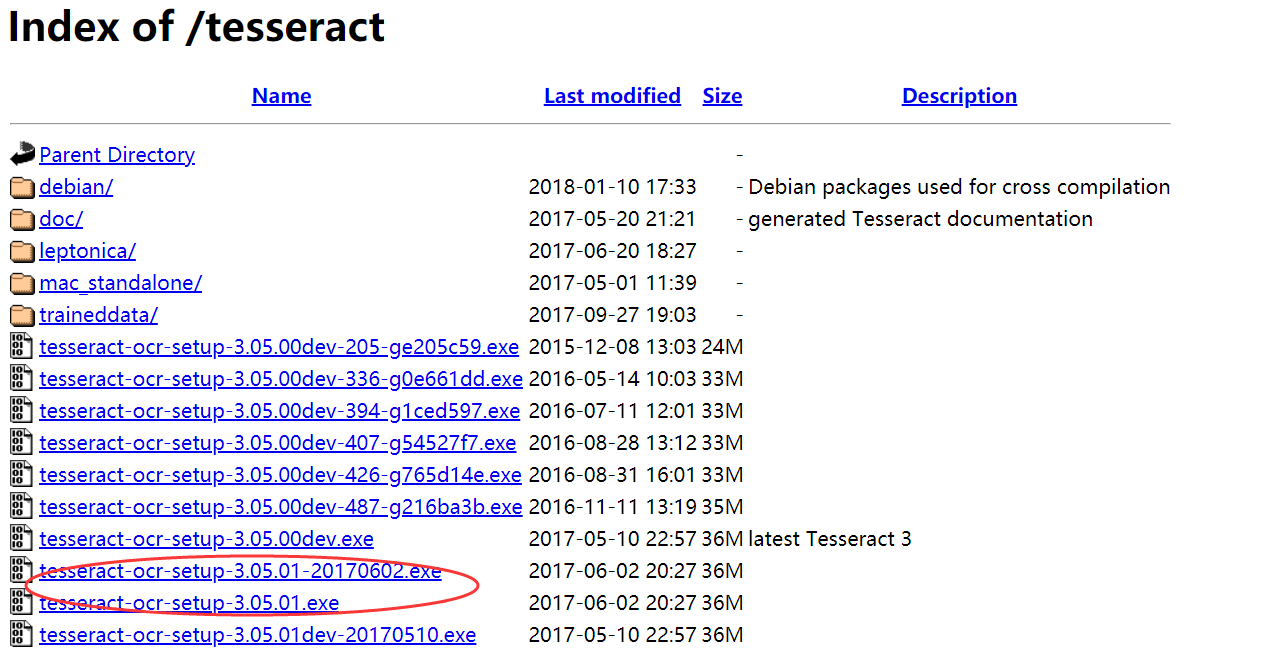 Index of /tesseract
Name Last modified Size Description
Parent Directory -
debian/ 2018-01-10 17:33 - Debian packages used for cross compilation
doc/ 2017-05-20 21:21 - generated Tesseract documentation
leptonica/ 2017-06-20 18:27 -
mac_standalone/ 2017-05-01 11:39 -
traineddata/ 2017-09-27 19:03 -
tesseract-ocr-setup-3.05.00dev-205-ge205c59.exe 2015-12-08 13:03 24M
tesseract-ocr-setup-3.05.00dev-336-g0e661dd.exe 2016-05-14 10:03 33M
tesseract-ocr-setup-3.05.00dev-394-g1ced597.exe 2016-07-11 12:01 33M
tesseract-ocr-setup-3.05.00dev-407-g54527f7.exe 2016-08-28 13:12 33M
tesseract-ocr-setup-3.05.00dev-426-g765d14e.exe 2016-08-31 16:01 33M
tesseract-ocr-setup-3.05.00dev-487-g216ba3b.exe 2016-11-11 13:19 35M
tesseract-ocr-setup-3.05.00dev.exe 2017-05-10 22:57 36M latest Tesseract 3
tesseract-ocr-setup-3.05.01-20170602.exe 2017-06-02 20:27 36M
tesseract-ocr-setup-3.05.01.exe 2017-06-02 20:27 36M
tesseract-ocr-setup-3.05.01dev-20170510.exe 2017-05-10 22:57 36M